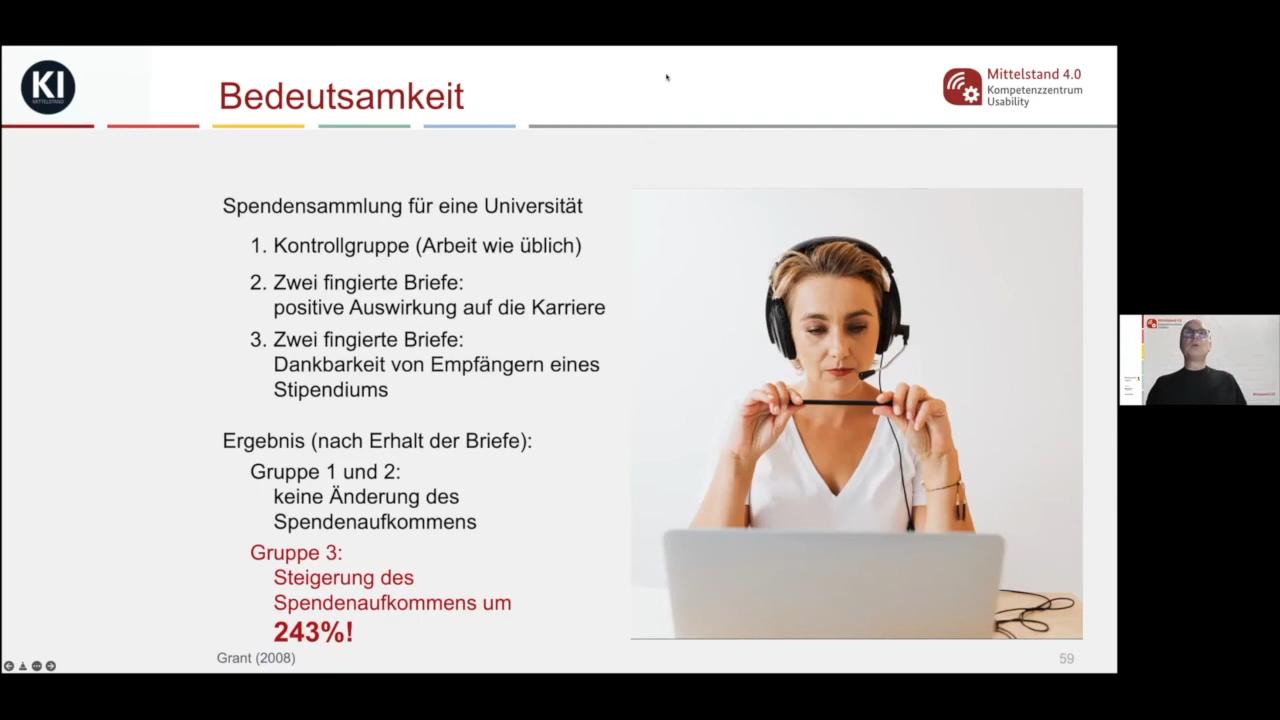 KI
MITTELSTAND
Bedeutsamkeit
Mittelstand 4.0
Kompetenzzentrum
Usability
Spendensammlung für eine Universität
1. Kontrollgruppe (Arbeit wie üblich)
2. Zwei fingierte Briefe:
positive Auswirkung auf die Karriere
3. Zwei fingierte Briefe:
Dankbarkeit von Empfängern eines
Stipendiums
Ergebnis (nach Erhalt der Briefe):
Gruppe 1 und 2:
keine Änderung des
Spendenaufkommens
Gruppe 3:
Steigerung des
Spendenaufkommens um
243%!
Grant (2008)
59